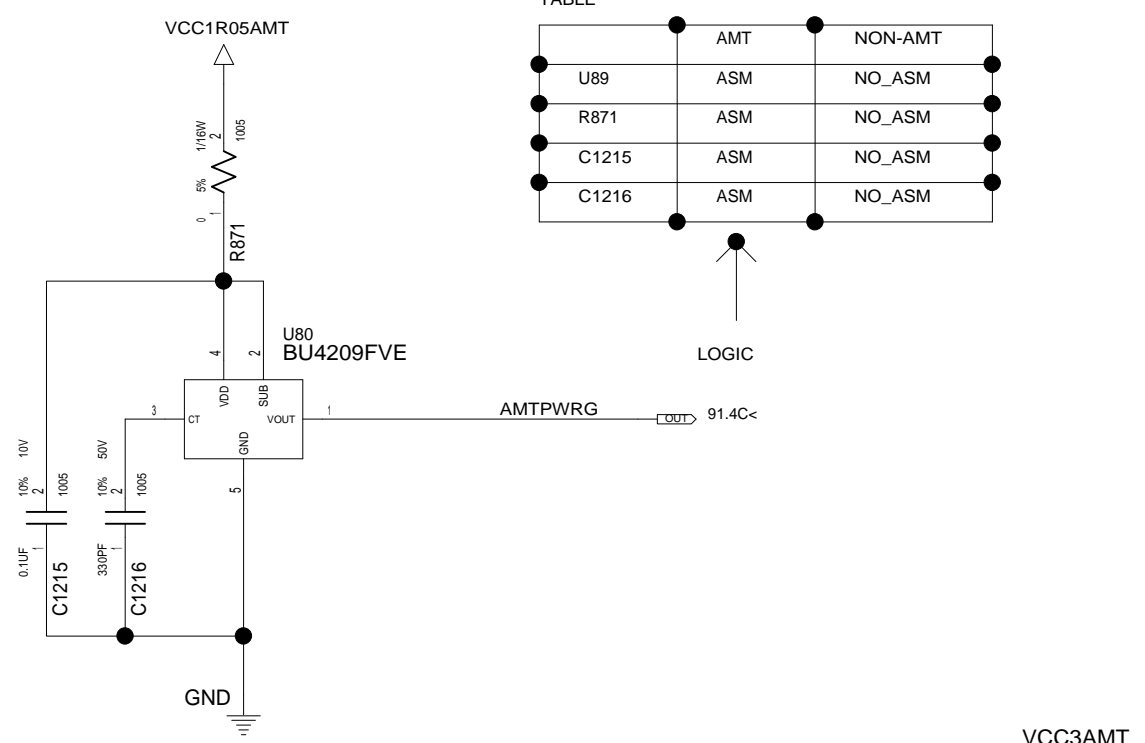 TABLE
VCC1R05AMT
AMT NON-AMT
U89 ASM NO_ASM
R871 ASM NO_ASM
C1215 ASM NO_ASM
C1216 ASM NO_ASM
LOGIC
1/16W 2 1005
5%
0 1
R871
U80
BU4209FVE
4 2
VDD SUB
3 CT VOUT 1
GND
5
AMTPWRG OUT 91.4C<
10% 10V
2 1005
0.1UF 1
C1215
10% 50V
2 1005
330PF 1
C1216
GND
VCC3AMT